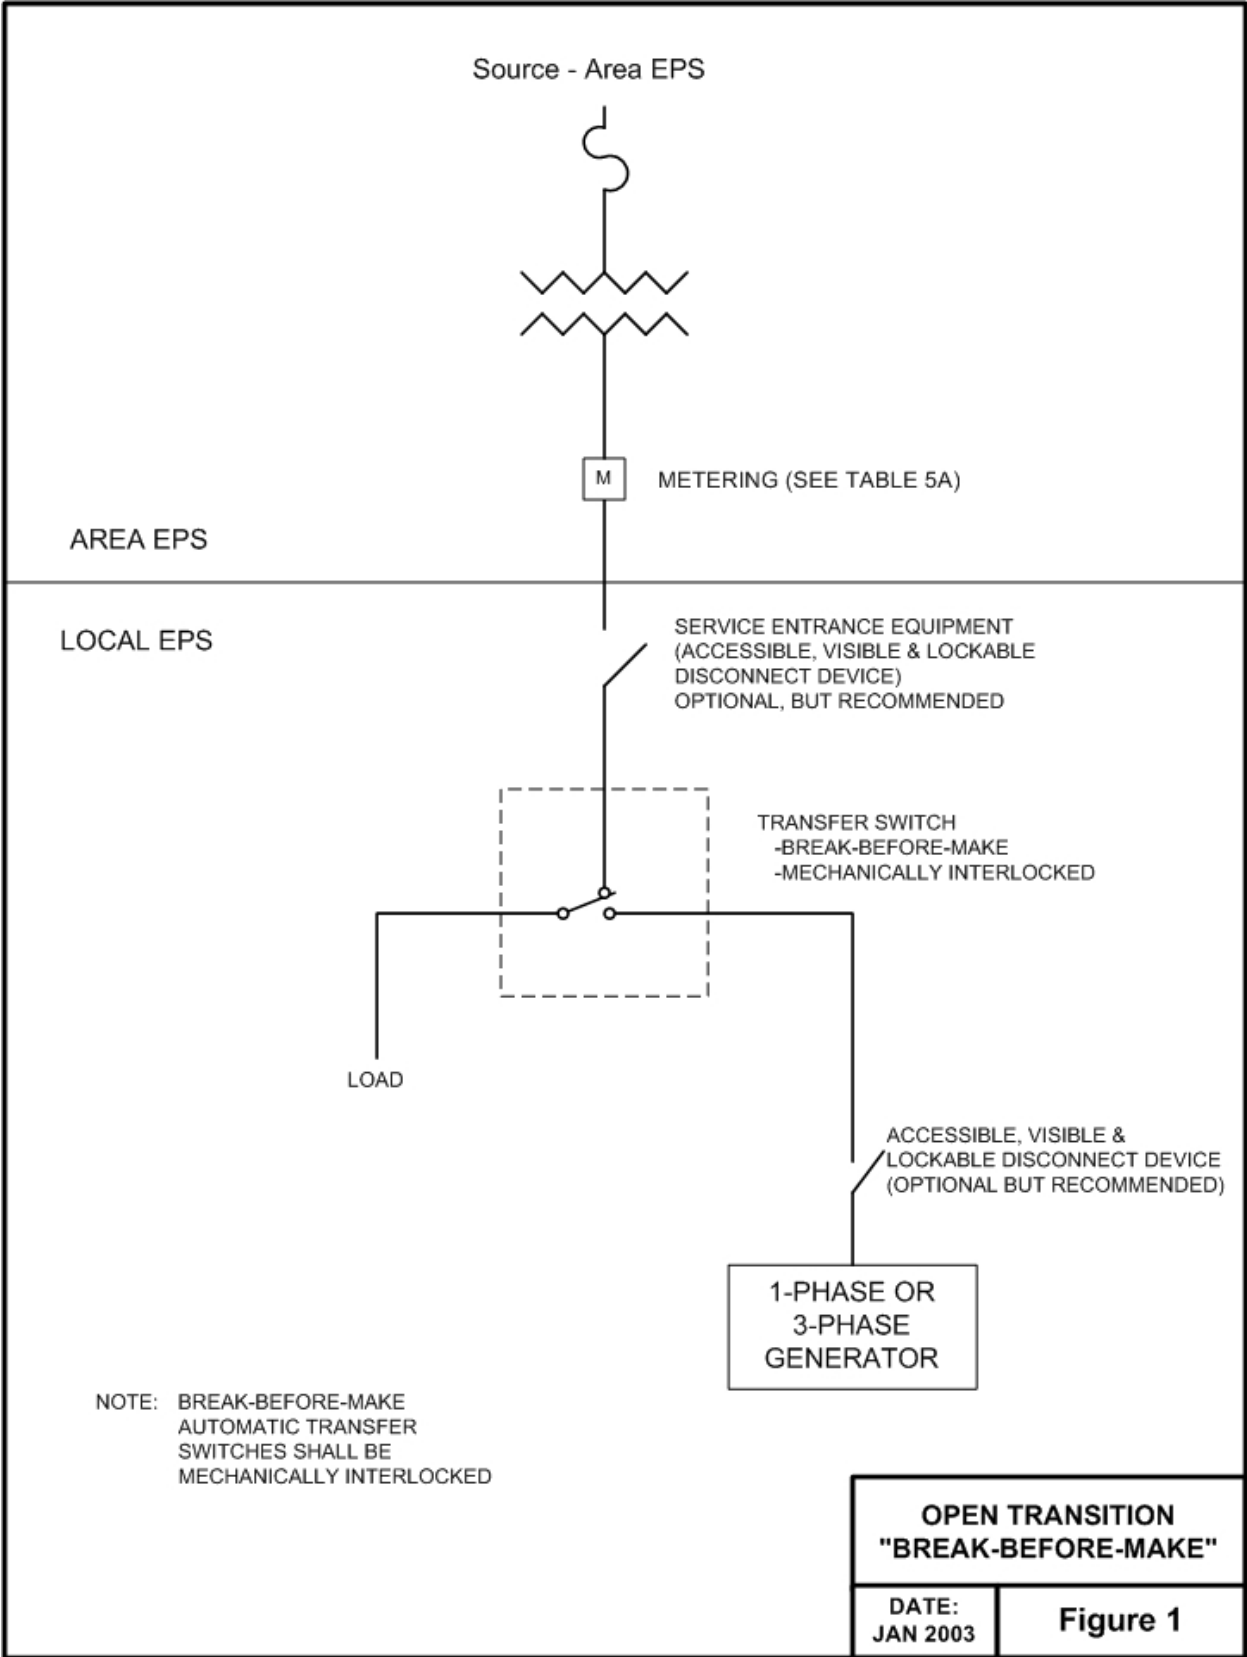 Source - Area EPS
M
METERING (SEE TABLE 5A)
AREA EPS
LOCAL EPS
SERVICE ENTRANCE EQUIPMENT
(ACCESSIBLE, VISIBLE & LOCKABLE
DISCONNECT DEVICE)
OPTIONAL, BUT RECOMMENDED
TRANSFER SWITCH
-BREAK-BEFORE-MAKE
-MECHANICALLY INTERLOCKED
LOAD
ACCESSIBLE, VISIBLE &
LOCKABLE DISCONNECT DEVICE
(OPTIONAL BUT RECOMMENDED)
1-PHASE OR
3-PHASE
GENERATOR
NOTE: BREAK-BEFORE-MAKE
AUTOMATIC TRANSFER
SWITCHES SHALL BE
MECHANICALLY INTERLOCKED
OPEN TRANSITION
"BREAK-BEFORE-MAKE"
DATE:
JAN 2003
Figure 1